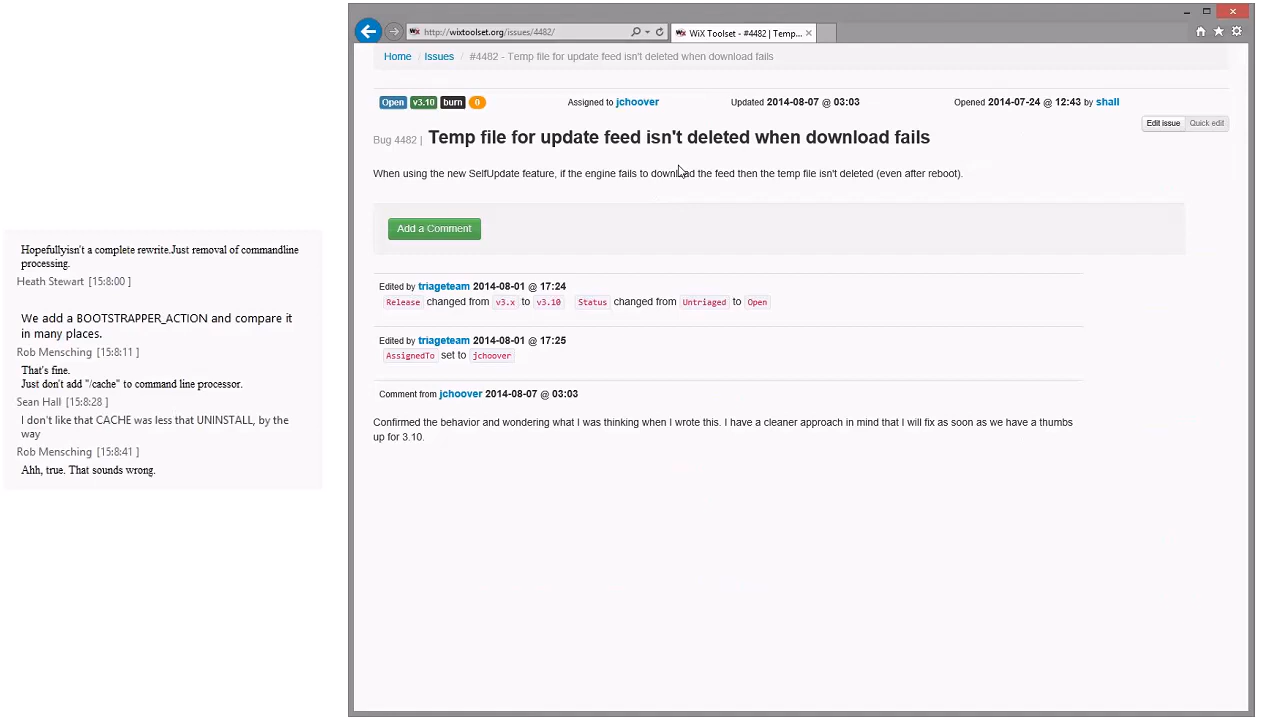 Hopefullyisn't a complete rewrite.Just removal of commandline
processing.
Heath Stewart [15:8:00 ]
We add a BOOTSTRAPPER_ACTION and compare it
in many places.
Rob Mensching [15:8:11 ]
That's fine.
Just don't add "/cache" to command line processor.
Sean Hall [15:8:28 ]
I don't like that CACHE was less that UNINSTALL, by the
way
Rob Mensching [15:8:41 ]
Ahh, true. That sounds wrong.
http://wixtoolset.org/issues/4482/
WiX Toolset - #4482 | Temp...
Home / Issues / #4482 - Temp file for update feed isn't deleted when download fails
Open v3.10 burn 0 Assigned to jchoover Updated 2014-08-07 @ 03:03 Opened 2014-07-24 @ 12:43 by shall
Edit issue Quick edit
Bug 4482 | Temp file for update feed isn't deleted when download fails
When using the new SelfUpdate feature, if the engine fails to download the feed then the temp file isn't deleted (even after reboot).
Add a Comment
Edited by triageteam 2014-08-01 @ 17:24
Release changed from v3.x to v3.10 Status changed from Untriaged to Open
Edited by triageteam 2014-08-01 @ 17:25
AssignedTo set to jchoover
Comment from jchoover 2014-08-07 @ 03:03
Confirmed the behavior and wondering what I was thinking when I wrote this. I have a cleaner approach in mind that I will fix as soon as we have a thumbs
up for 3.10.